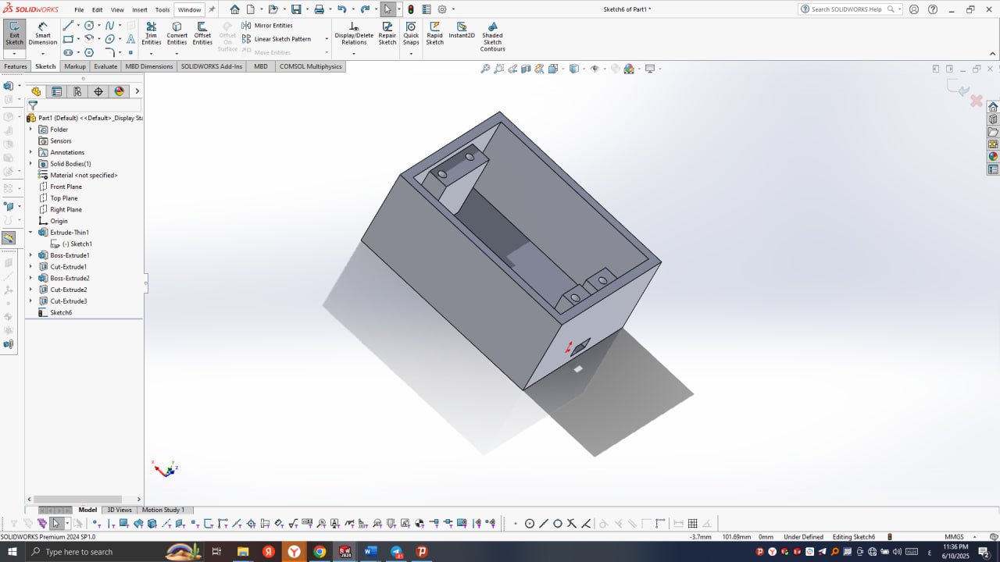 SOLIDWORKS File Edit View Insert Tools Window Sketch6 of Part1 * Search SOLIDWORKS Help
Exit Sketch
Smart Dimension
Trim Entities
Convert Entities
Offset Entities
Offset On Surface
Mirror Entities
Linear Sketch Pattern
Move Entities
Display/Delete Relations
Repair Sketch
Quick Snaps
Rapid Sketch
Instant2D
Shaded Sketch Contours
Features Sketch Markup Evaluate MBD Dimensions SOLIDWORKS Add-Ins MBD COMSOL Multiphysics
Part1 (Default) <<Default>_Display Sta
Folder
Sensors
Annotations
Solid Bodies(1)
Material <not specified>
Front Plane
Top Plane
Right Plane
Origin
Extrude-Thin1
(-) Sketch1
Boss-Extrude1
Cut-Extrude1
Boss-Extrude2
Cut-Extrude2
Cut-Extrude3
Sketch6
X Y Z
Model 3D Views Motion Study 1
SOLIDWORKS Premium 2024 SP1.0 -3.7mm 101.69mm 0mm Under Defined Editing Sketch6 MMGS
Type here to search
11:36 PM
6/10/2025